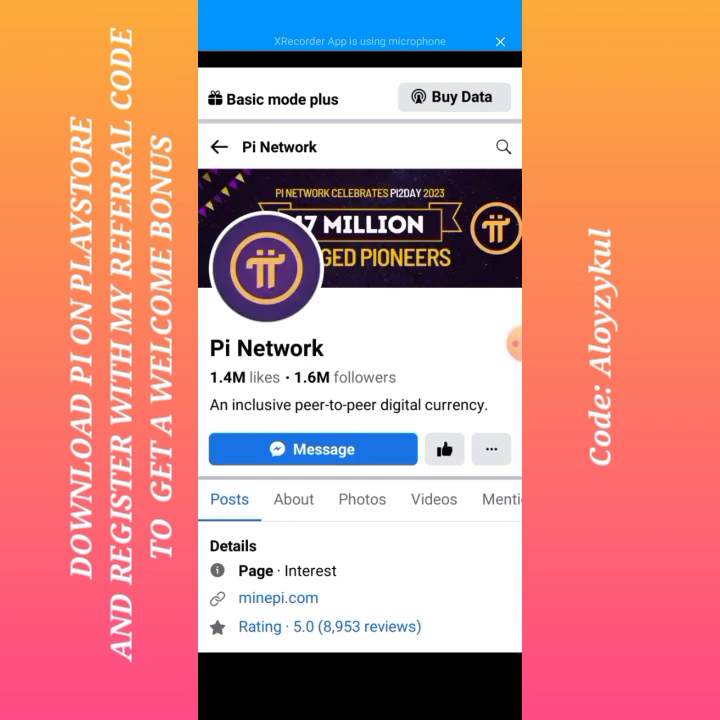 DOWNLOAD PI ON PLAYSTORE
AND REGISTER WITH MY REFERRAL CODE
TO GET A WELCOME BONUS
XRecorder App is using microphone
Basic mode plus
Buy Data
Pi Network
PI NETWORK CELEBRATES PI2DAY 2023
47 MILLION
GED PIONEERS
Pi Network
1.4M likes · 1.6M followers
An inclusive peer-to-peer digital currency.
Message
Posts About Photos Videos Menti
Details
Page · Interest
minepi.com
Rating · 5.0 (8,953 reviews)
Code: Aloyzykul